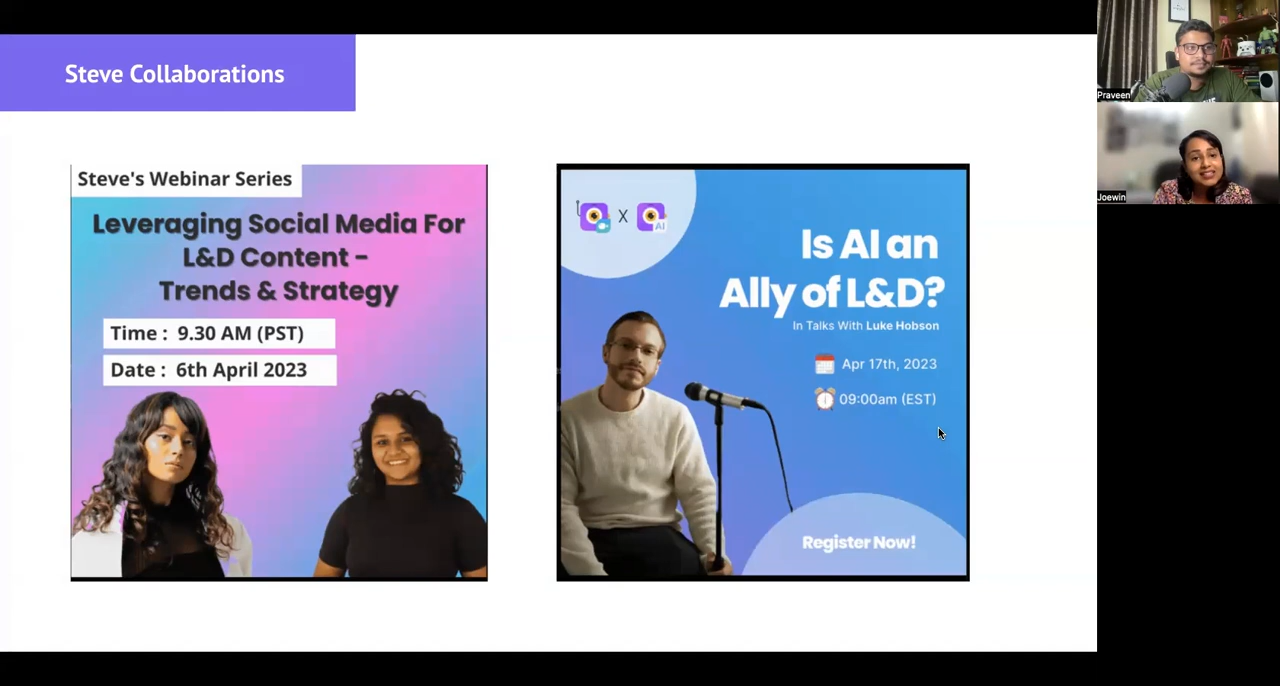 Steve Collaborations
Steve's Webinar Series
Leveraging Social Media For
L&D Content -
Trends & Strategy
Time : 9.30 AM (PST)
Date : 6th April 2023
X
AI
Is AI an
Ally of L&D?
In Talks With Luke Hobson
Apr 17th, 2023
09:00am (EST)
Register Now!
Praveen
Joewin